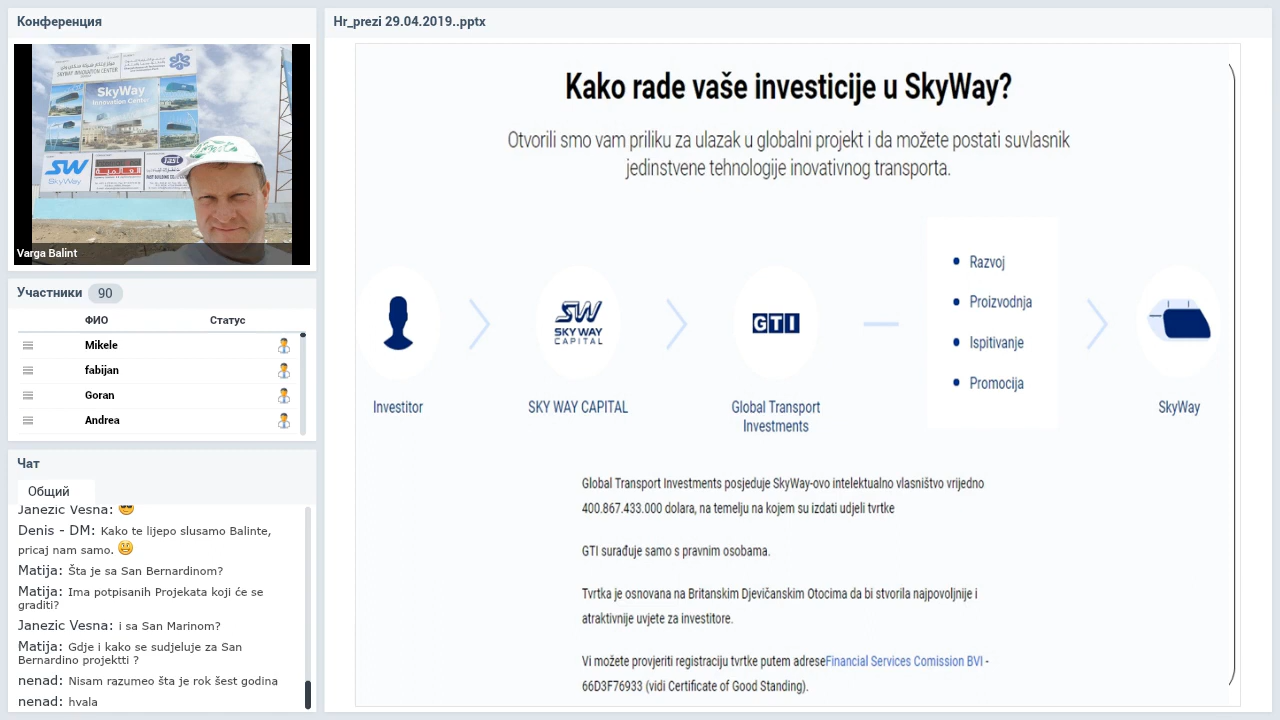 Конференция
SKYWAY INNOVATION CENTER
SkyWay
Innovation Center
SW
SkyWay
Varga Balint
Участники 90
ФИО Статус
Mikele
fabijan
Goran
Andrea
Чат
Общий
Janezic Vesna:
Denis - DM: Kako te lijepo slusamo Balinte,
pricaj nam samo.
Matija: Šta je sa San Bernardinom?
Matija: Ima potpisanih Projekata koji će se
graditi?
Janezic Vesna: i sa San Marinom?
Matija: Gdje i kako se sudjeluje za San
Bernardino projektti ?
nenad: Nisam razumeo šta je rok šest godina
nenad: hvala
Hr_prezi 29.04.2019..pptx
Kako rade vaše investicije u SkyWay?
Otvorili smo vam priliku za ulazak u globalni projekt i da možete postati suvlasnik
jedinstvene tehnologije inovativnog transporta.
SW
SKY WAY
CAPITAL
GTI
Razvoj
Proizvodnja
Ispitivanje
Promocija
Investitor
SKY WAY CAPITAL
Global Transport
Investments
SkyWay
Global Transport Investments posjeduje SkyWay-ovo intelektualno vlasništvo vrijedno
400.867.433.000 dolara, na temelju na kojem su izdati udjeli tvrtke
GTI surađuje samo s pravnim osobama.
Tvrtka je osnovana na Britanskim Djevičanskim Otocima da bi stvorila najpovoljnije i
atraktivnije uvjete za investitore.
Vi možete provjeriti registraciju tvrtke putem adreseFinancial Services Comission BVI -
66D3F76933 (vidi Certificate of Good Standing).